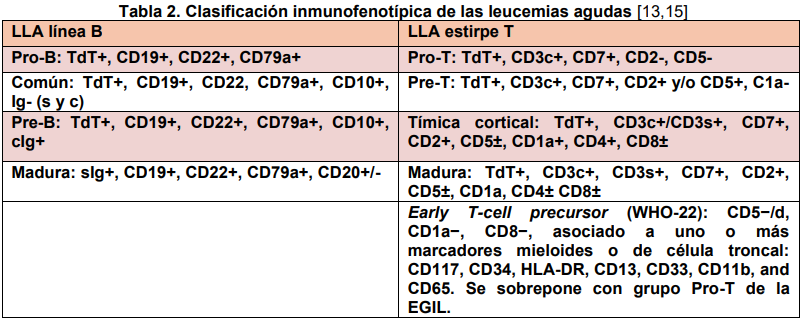 Tabla 2. Clasificación inmunofenotípica de las leucemias agudas [13,15]
LLA línea B
LLA estirpe T
Pro-B: TdT+, CD19+, CD22+, CD79a+
Pro-T: TdT+, CD3c+, CD7+, CD2-, CD5-
Común: TdT+, CD19+, CD22, CD79a+, CD10+,
Ig- (s y c)
Pre-T: TdT+, CD3c+, CD7+, CD2+ y/o CD5+, C1a-
Pre-B: TdT+, CD19+, CD22+, CD79a+, CD10+,
cIg+
Tímica cortical: TdT+, CD3c+/CD3s+, CD7+,
CD2+, CD5±, CD1a+, CD4+, CD8±
Madura: sIg+, CD19+, CD22+, CD79a+, CD20+/-
Madura: TdT+, CD3c+, CD3s+, CD7+, CD2+,
CD5±, CD1a, CD4± CD8±
Early T-cell precursor (WHO-22): CD5−/d,
CD1a−, CD8−, asociado a uno o más
marcadores mieloides o de célula troncal:
CD117, CD34, HLA-DR, CD13, CD33, CD11b, and
CD65. Se sobrepone con grupo Pro-T de la
EGIL.